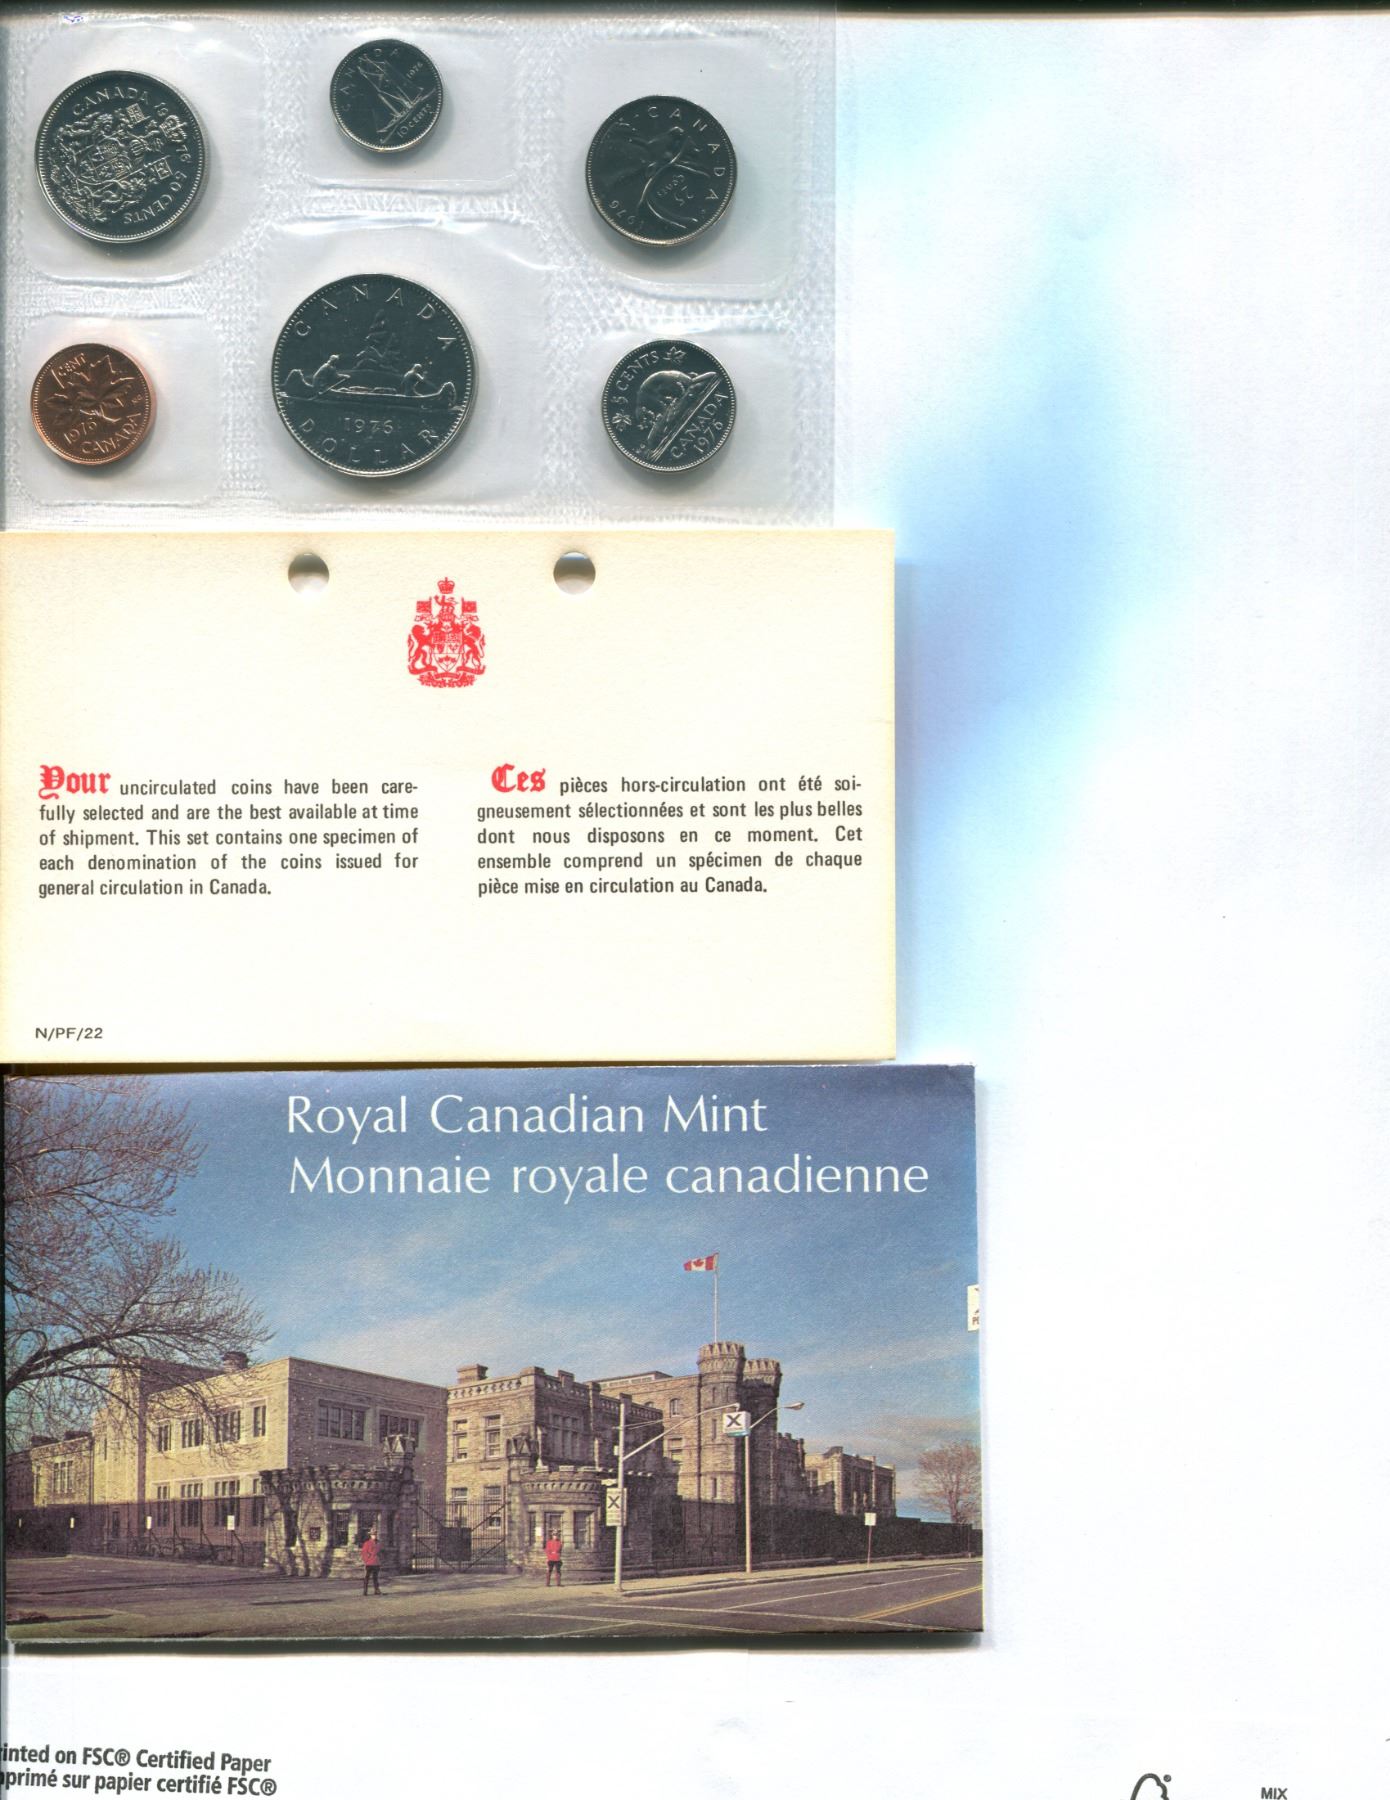 CANADA 1976 50 CENTS
CANADA 1976 10 CENTS
CANADA 25 CENTS 1976
1 CENT 1976 CANADA
CANADA
1976
DOLLAR
5 CENTS
CANADA
1976
Your uncirculated coins have been care-
fully selected and are the best available at time
of shipment. This set contains one specimen of
each denomination of the coins issued for
general circulation in Canada.
Ces pièces hors-circulation ont été soi-
gneusement sélectionnées et sont les plus belles
dont nous disposons en ce moment. Cet
ensemble comprend un spécimen de chaque
pièce mise en circulation au Canada.
N/PF/22
Royal Canadian Mint
Monnaie royale canadienne
X
X
inted on FSC® Certified Paper
primé sur papier certifié FSC®
MIX